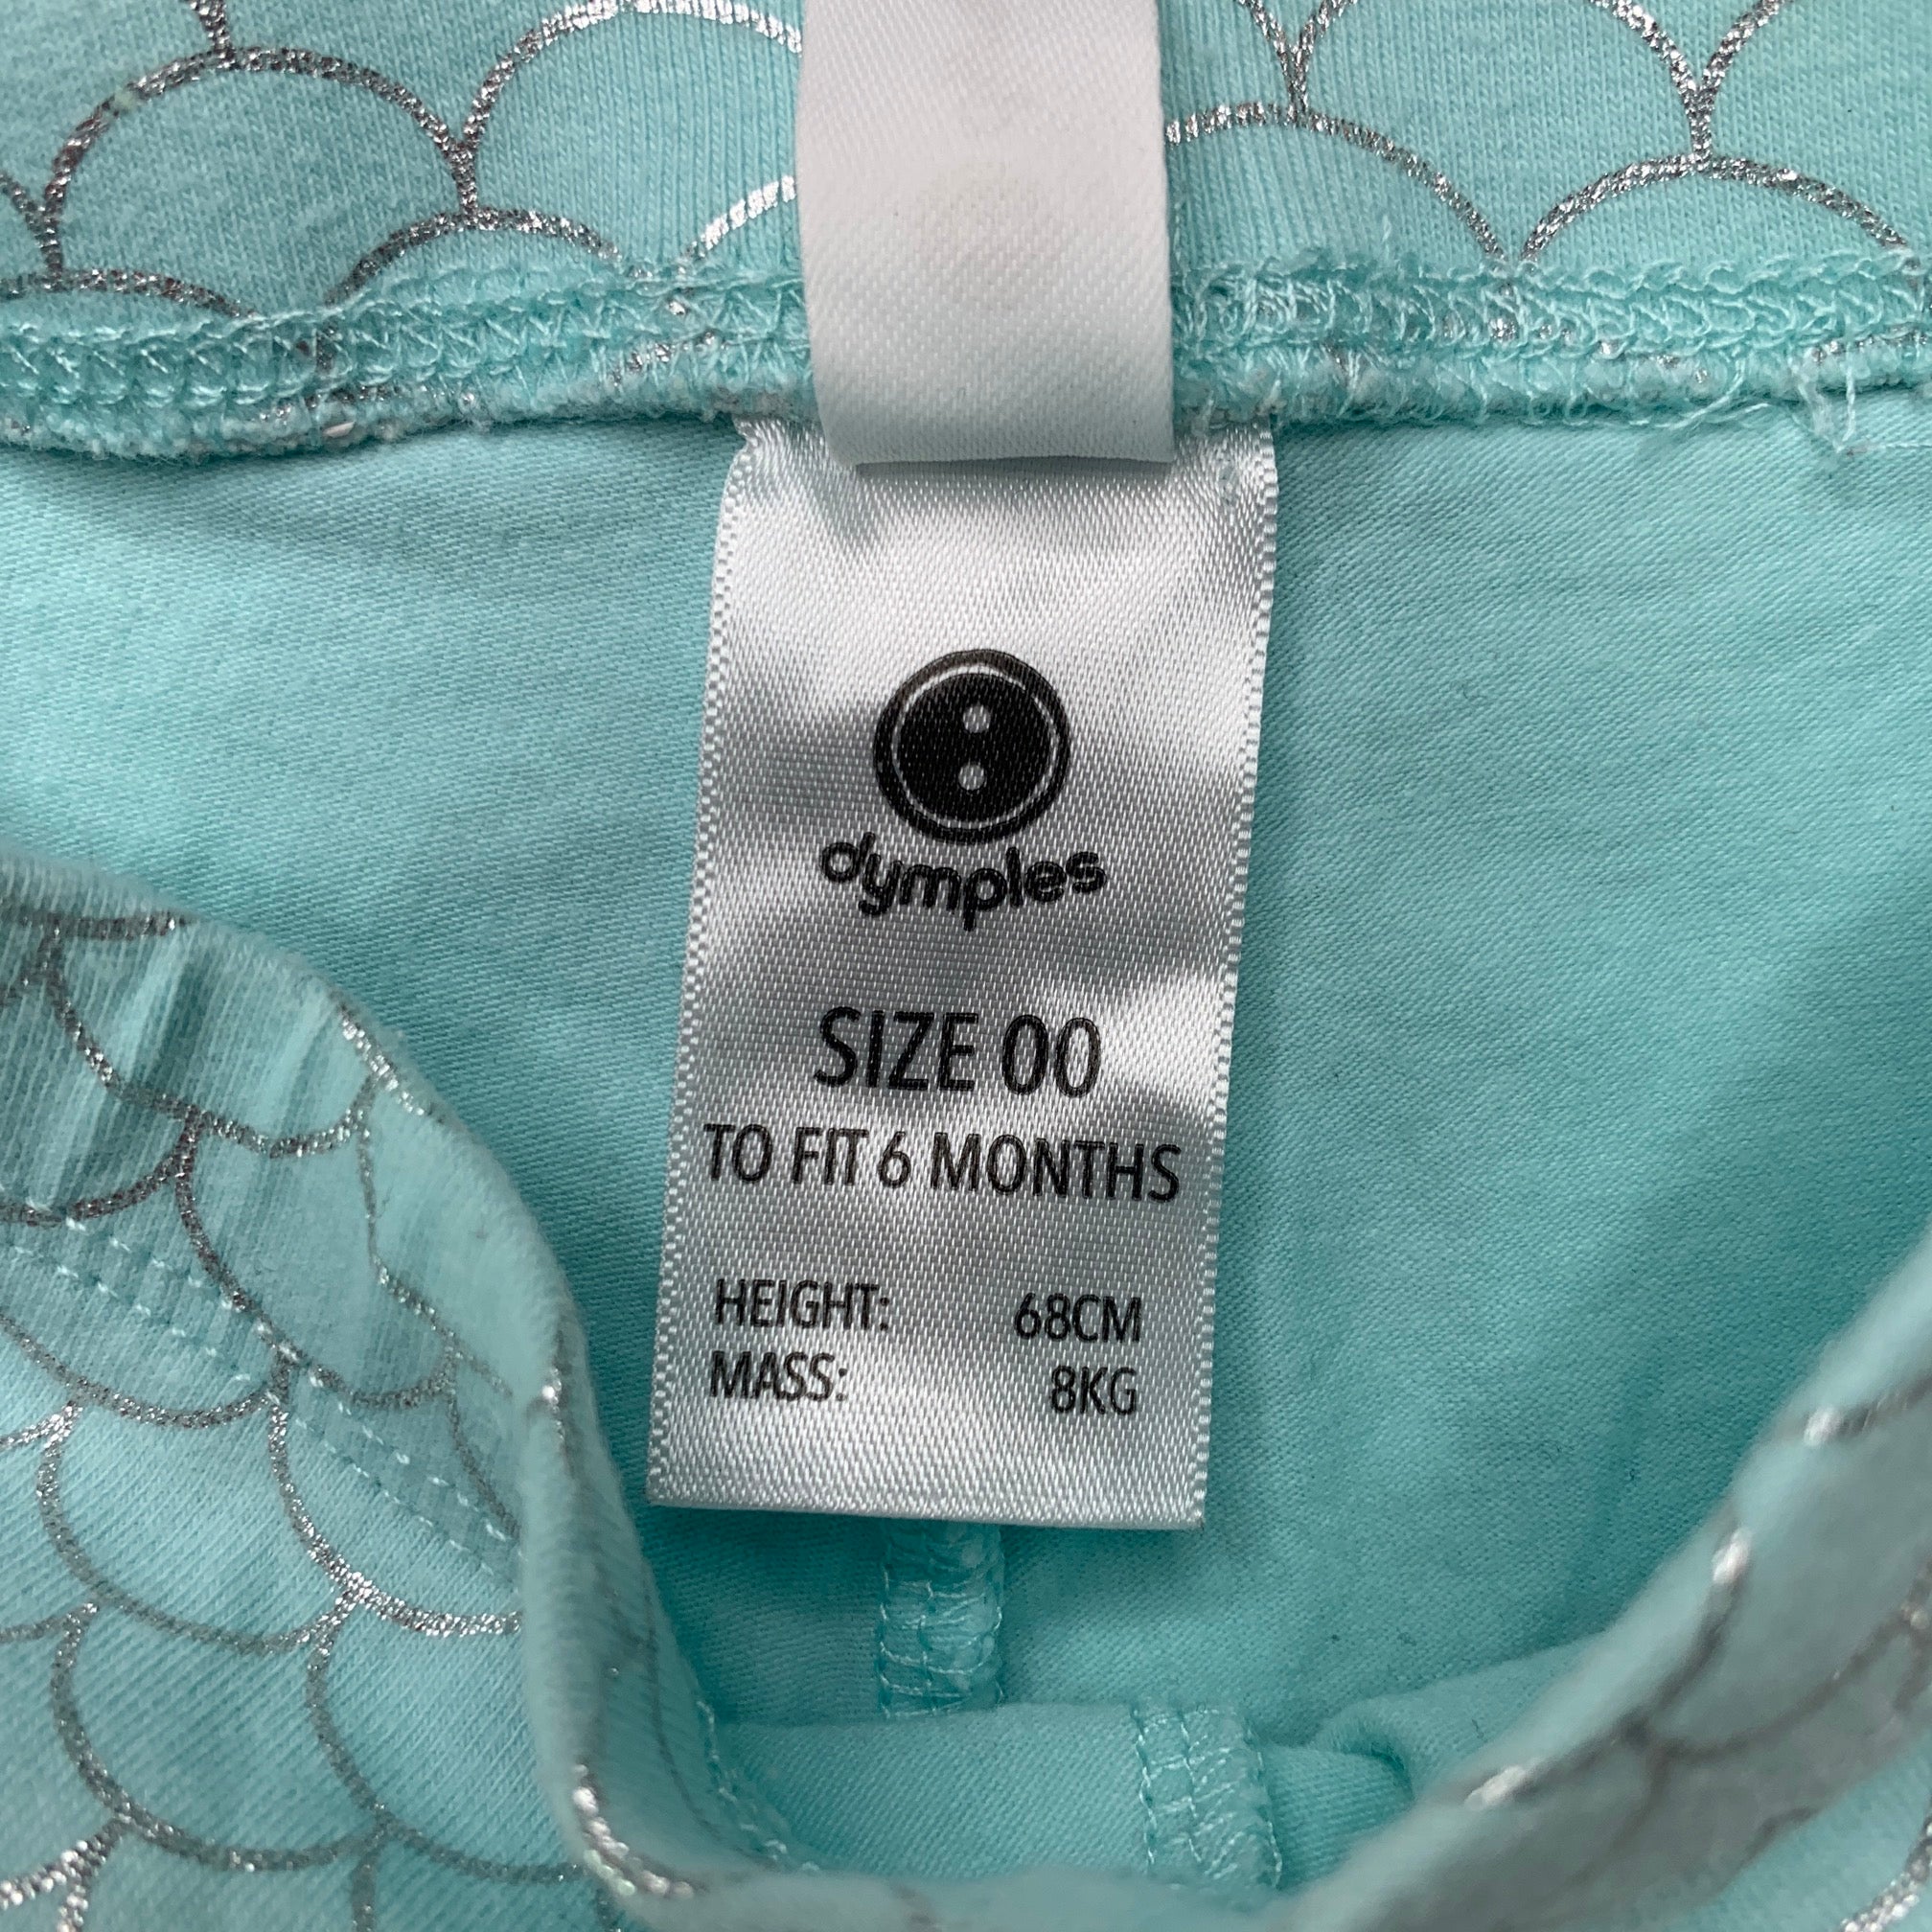 dymples
SIZE 00
TO FIT 6 MONTHS
HEIGHT: 68CM
MASS: 8KG